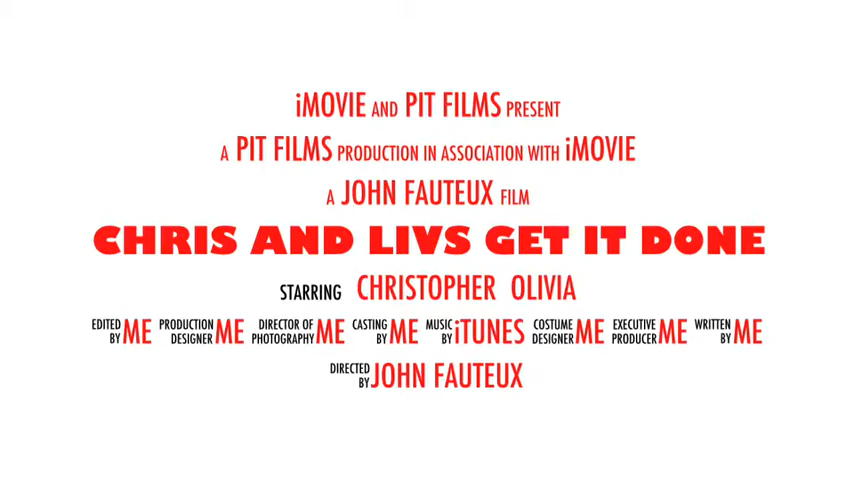 iMOVIE AND PIT FILMS PRESENT
A PIT FILMS PRODUCTION IN ASSOCIATION WITH iMOVIE
A JOHN FAUTEUX FILM
CHRIS AND LIVS GET IT DONE
STARRING CHRISTOPHER OLIVIA
EDITED BY ME PRODUCTION DESIGNER ME DIRECTOR OF PHOTOGRAPHY ME CASTING BY ME MUSIC BY iTUNES COSTUME DESIGNER ME EXECUTIVE PRODUCER ME WRITTEN BY ME
DIRECTED BY JOHN FAUTEUX